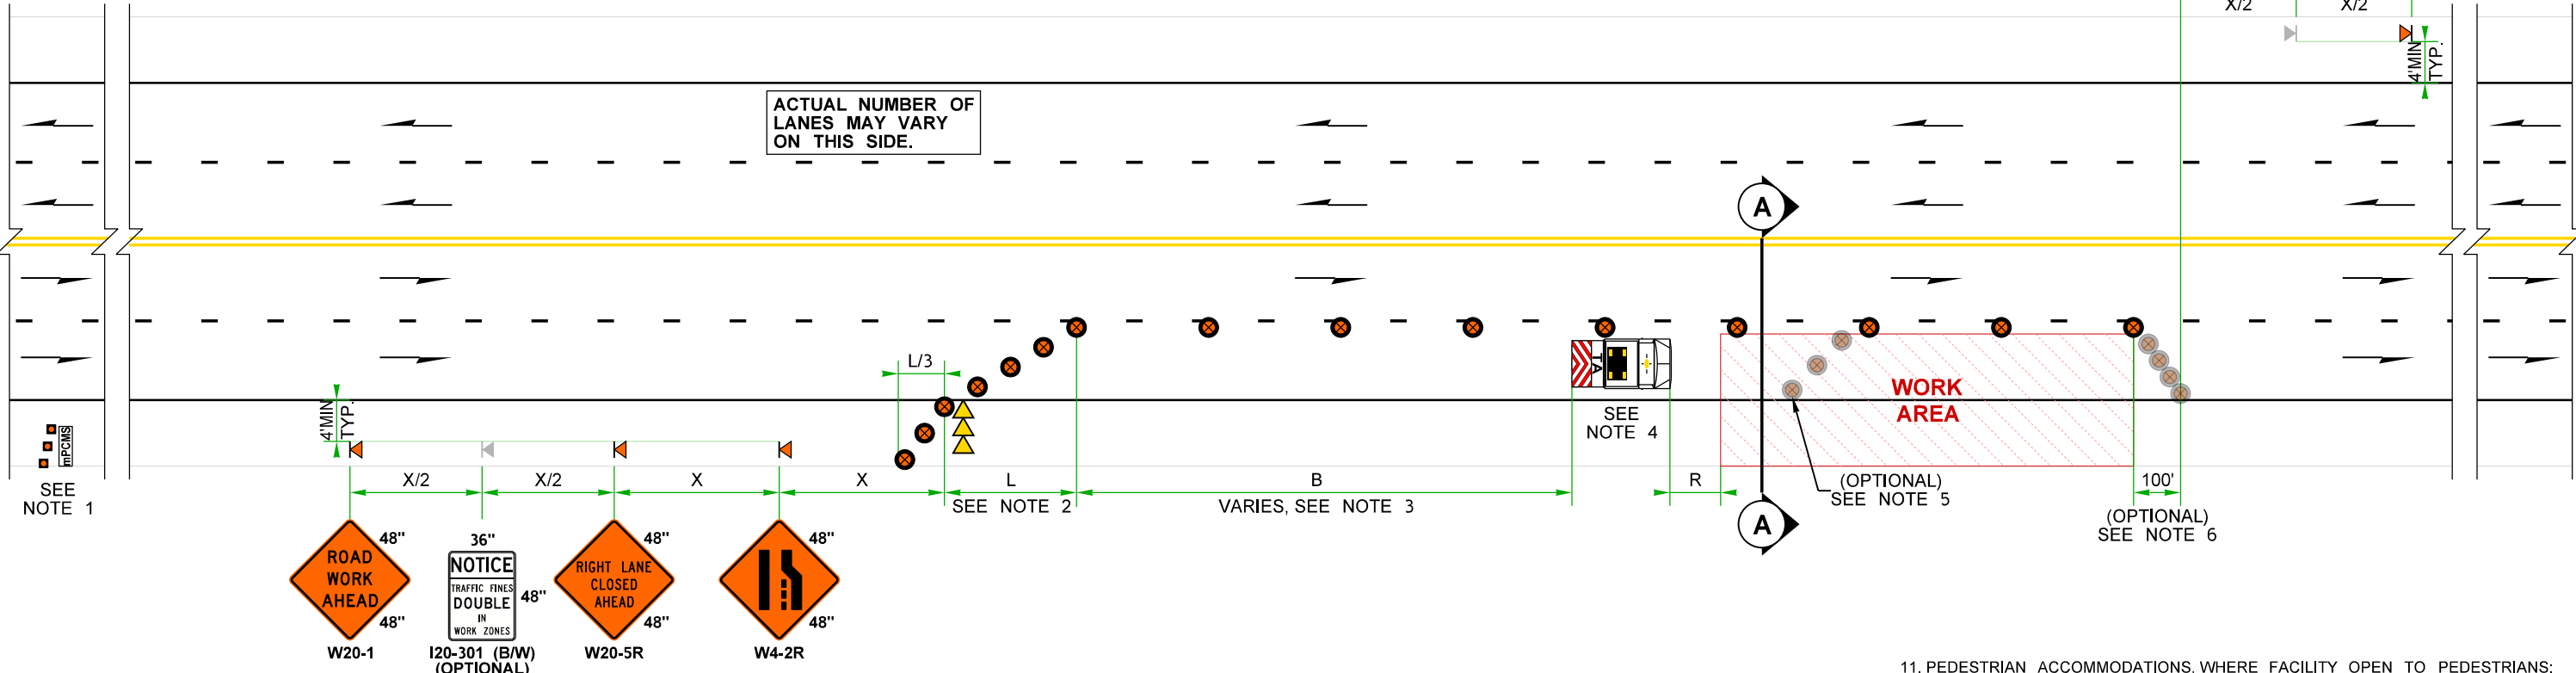 X/2 X/2
4'MIN
TYP.
ACTUAL NUMBER OF
LANES MAY VARY
ON THIS SIDE.
A
L/3
4'MIN
TYP.
mPCMS
SEE
NOTE 1
TA
SEE
NOTE 4
WORK
AREA
X/2 X/2 X X L B R 100'
SEE NOTE 2
VARIES, SEE NOTE 3
(OPTIONAL)
SEE NOTE 5
(OPTIONAL)
SEE NOTE 6
A
48"
ROAD
WORK
AHEAD
48"
W20-1
36"
NOTICE
TRAFFIC FINES
DOUBLE
IN
WORK ZONES
48"
I20-301 (B/W)
(OPTIONAL)
48"
RIGHT LANE
CLOSED
AHEAD
48"
W20-5R
48"
48"
W4-2R
11. PEDESTRIAN ACCOMMODATIONS. WHERE FACILITY OPEN TO PEDESTRIANS: